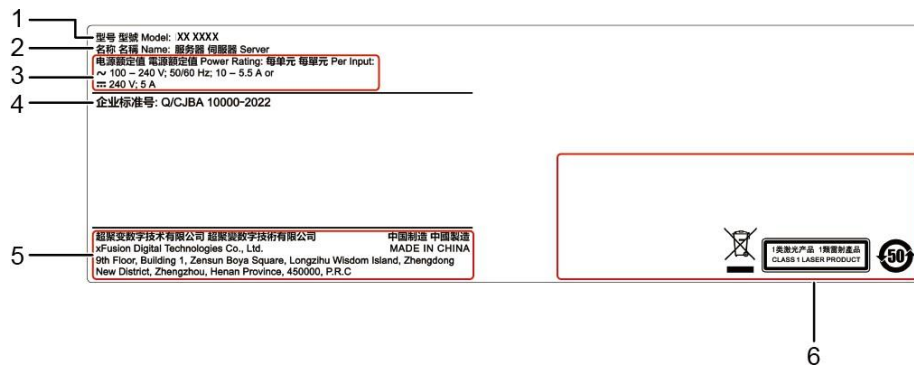 1
型号 型號 Model: XX XXXX
2
名称 名稱 Name: 服务器 伺服器 Server
3
电源额定值 電源額定值 Power Rating: 每单元 每單元 Per Input:
~ 100 – 240 V; 50/60 Hz; 10 – 5.5 A or
⎓ 240 V; 5 A
4
企业标准号: Q/CJBA 10000-2022
5
超聚变数字技术有限公司 超聚變數字技術有限公司 中国制造 中國製造
xFusion Digital Technologies Co., Ltd. MADE IN CHINA
9th Floor, Building 1, Zensun Boya Square, Longzihu Wisdom Island, Zhengdong
New District, Zhengzhou, Henan Province, 450000, P.R.C
1类激光产品 1類雷射產品
CLASS 1 LASER PRODUCT
50
6